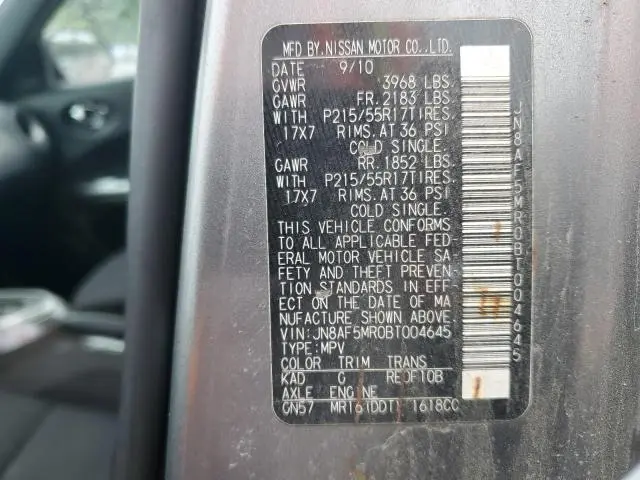 MFD BY.NISSAN MOTOR CO.,LTD.
DATE 9/10
GVWR 3968 LBS.
GAWR FR. 2183 LBS.
WITH P215/55R17TIRES.
17X7 RIMS.AT 36 PSI
COLD SINGLE.
GAWR RR. 1852 LBS
WITH P215/55R17TIRES.
17X7 RIMS.AT 36 PSI
COLD SINGLE.
THIS VEHICLE CONFORMS
TO ALL APPLICABLE FED
ERAL MOTOR VEHICLE SA
FETY AND THEFT PREVEN
TION STANDARDS IN EFF
ECT ON THE DATE OF MA
NUFACTURE SHOWN ABOVE.
VIN:JN8AF5MR0BT004645
TYPE:MPV
COLOR TRIM TRANS
KAD G RE0F10B
AXLE ENGINE
GN57 MR16(DDT) 1618CC
JN8AF5MR0BT004645